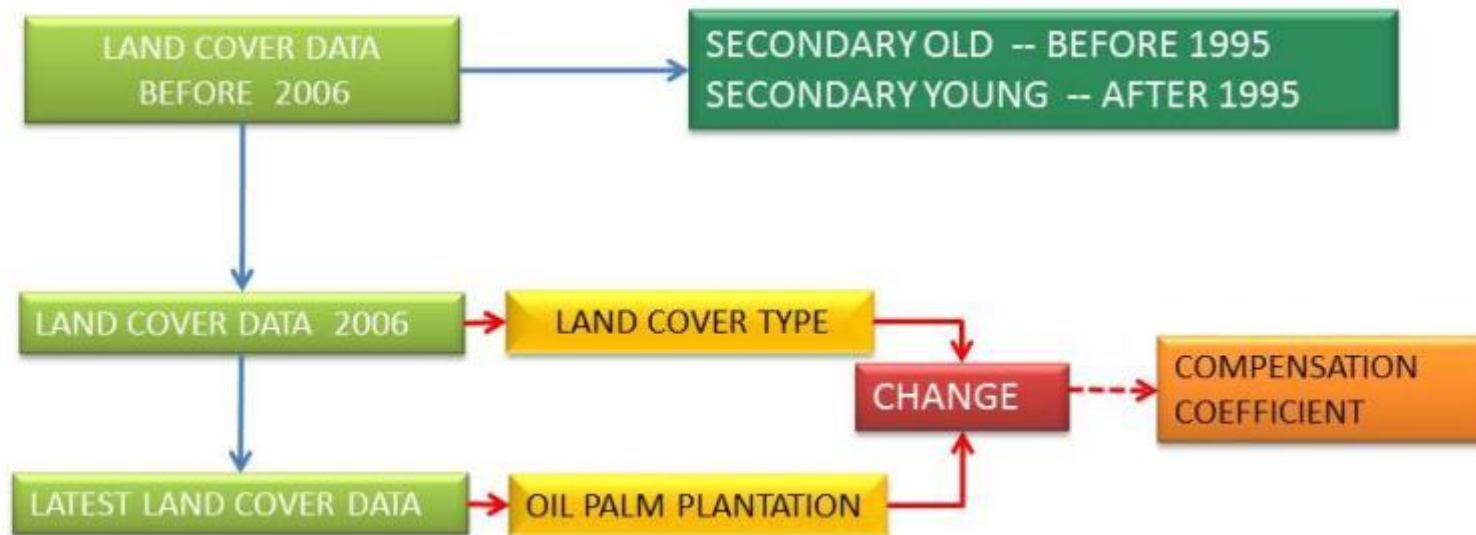 LAND COVER DATA
BEFORE 2006
SECONDARY OLD -- BEFORE 1995
SECONDARY YOUNG -- AFTER 1995
LAND COVER DATA 2006
LAND COVER TYPE
CHANGE
COMPENSATION
COEFFICIENT
LATEST LAND COVER DATA
OIL PALM PLANTATION